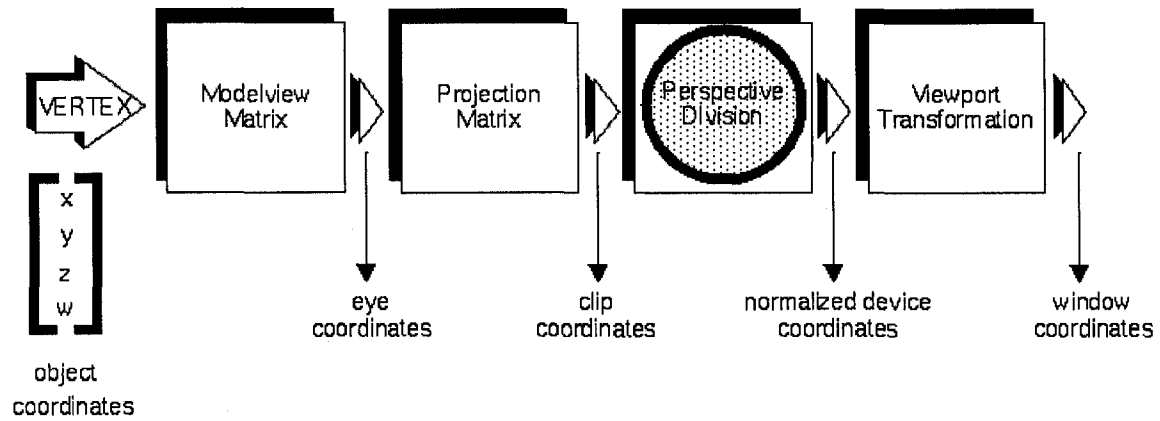 VERTEX
Modelview
Matrix
Projection
Matrix
Perspective
Division
Viewport
Transformation
x
y
z
w
eye
coordinates
clip
coordinates
normalized device
coordinates
window
coordinates
object
coordinates